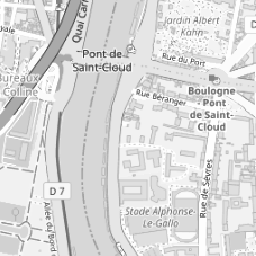 Quai Car
Jardin Albert
Kahn
Pont de
Saint-Cloud
Rue du Port
Bureaux
Colline
Rue Béranger
Boulogne
Pont
de Saint-
Cloud
D 7
Rue de Sèvres
Stade Alphonse-
Le Gallo
Allée du Bord